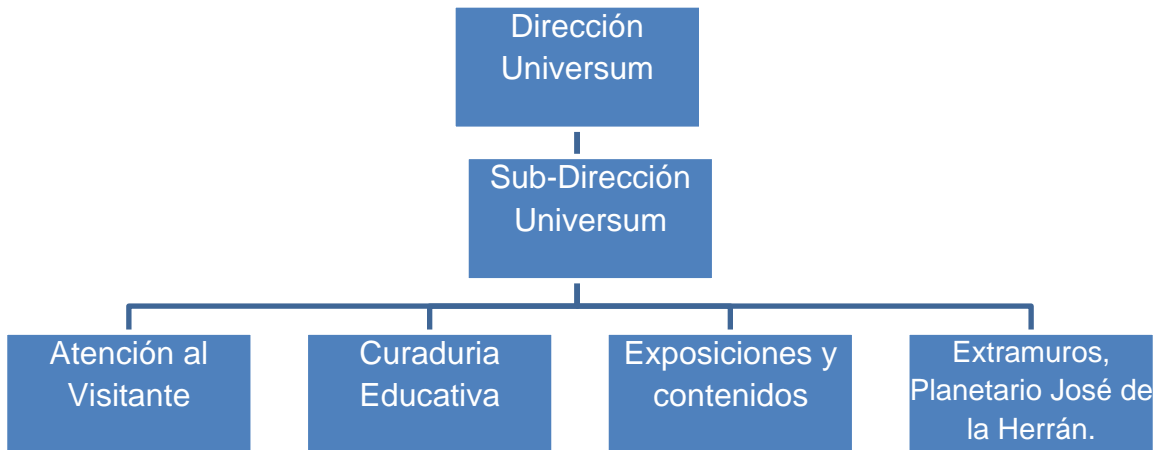 Dirección
Universum
Sub-Dirección
Universum
Atención al
Visitante
Curaduria
Educativa
Exposiciones y
contenidos
Extramuros,
Planetario José de
la Herrán.